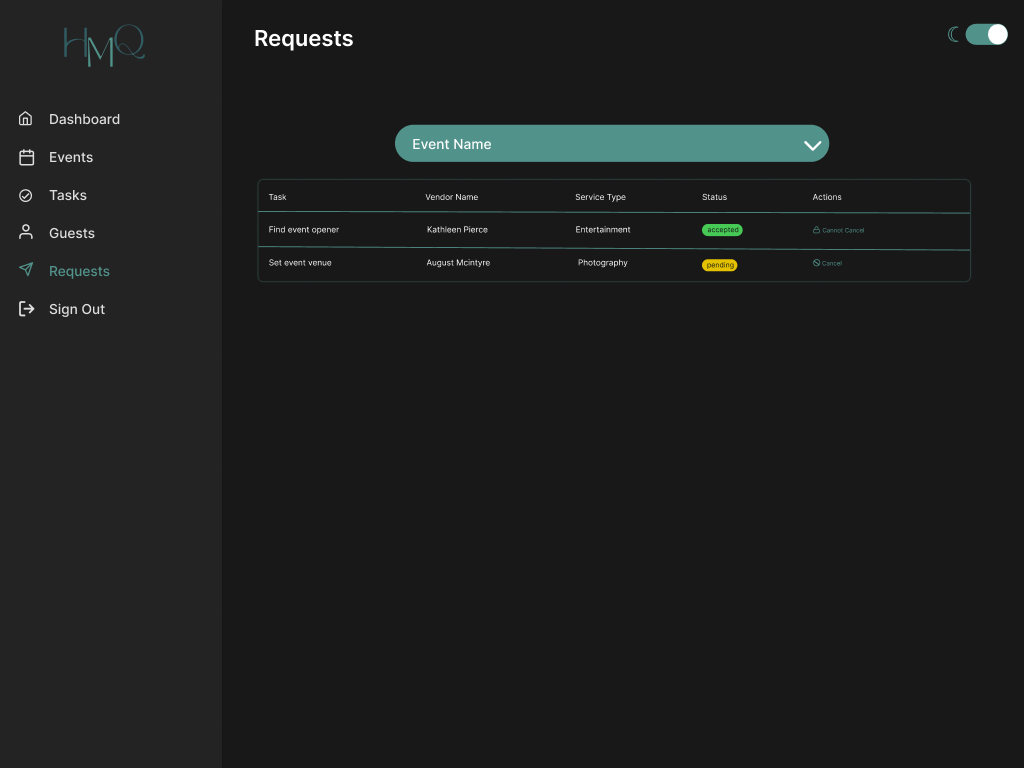 HMQ
Requests
Dashboard
Events
Tasks
Guests
Requests
Sign Out
Event Name
Task Vendor Name Service Type Status Actions
Find event opener Kathleen Pierce Entertainment accepted Cannot Cancel
Set event venue August Mcintyre Photography pending Cancel